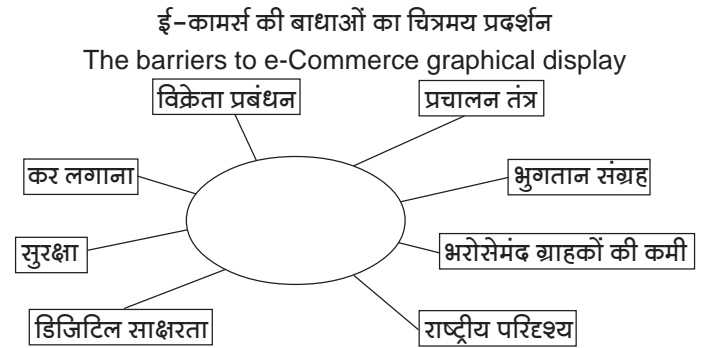 ई–कामर्स की बाधाओं का चित्रमय प्रदर्शन
The barriers to e-Commerce graphical display
विक्रेता प्रबंधन
प्रचालन तंत्र
कर लगाना
भुगतान संग्रह
सुरक्षा
भरोसेमंद ग्राहकों की कमी
डिजिटिल साक्षरता
राष्ट्रीय परिदृश्य